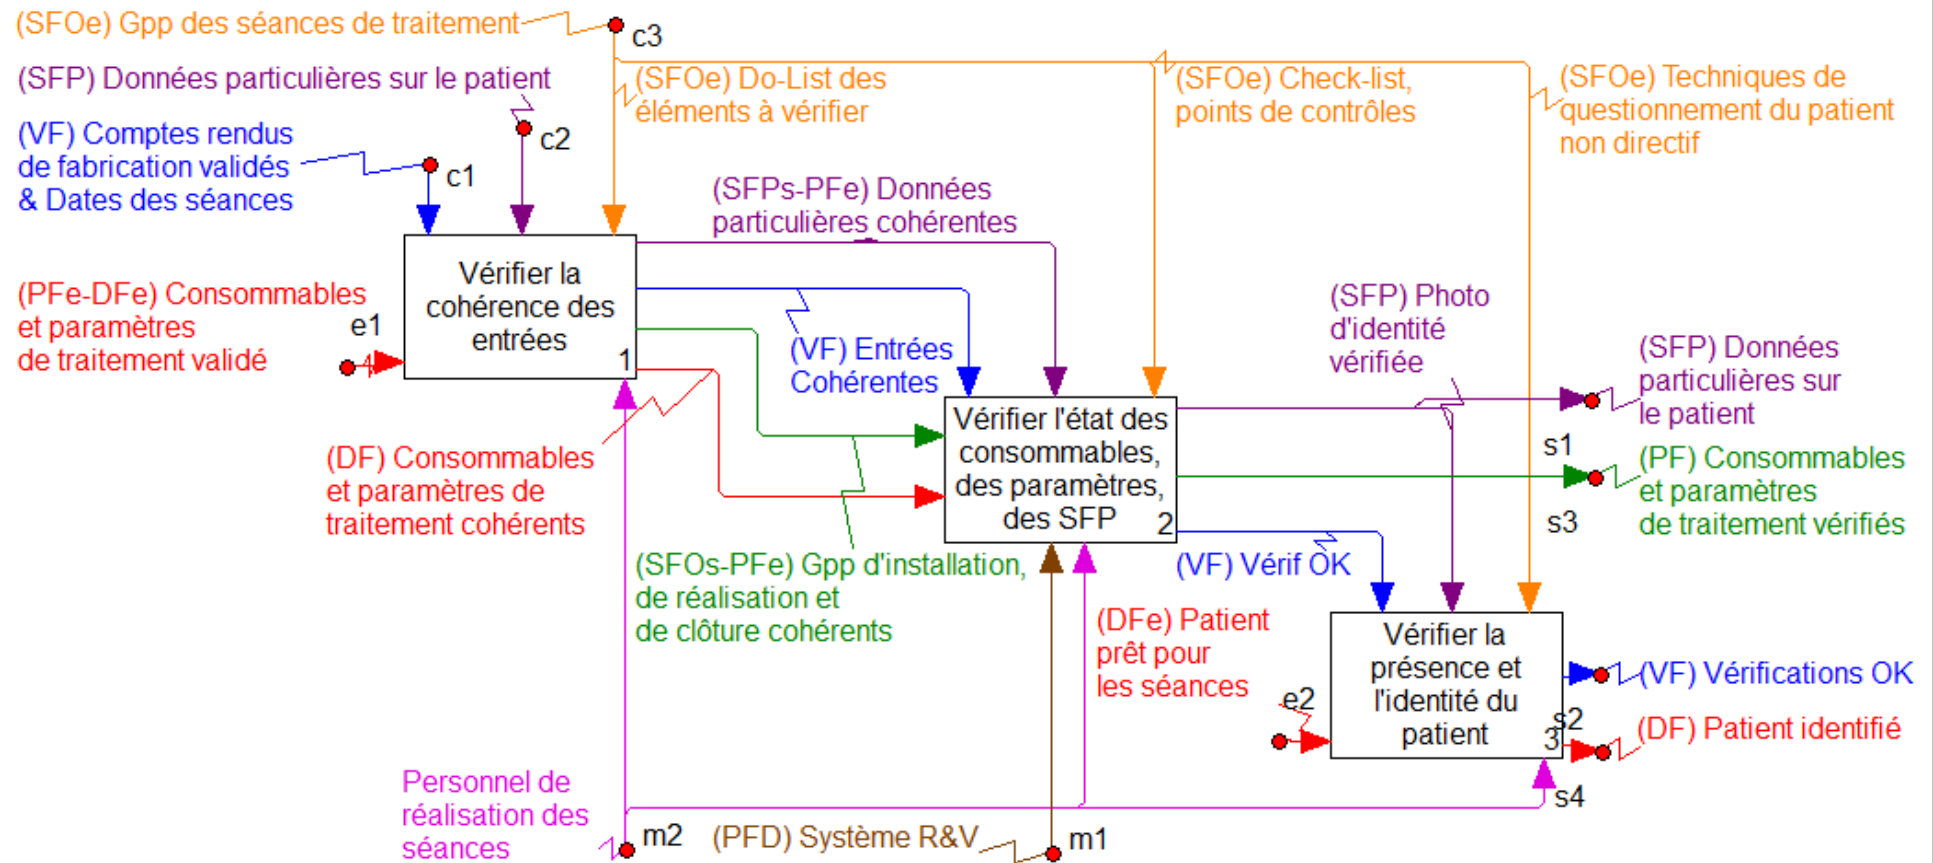 (SFOe) Gpp des séances de traitement
c3
(SFP) Données particulières sur le patient
c2
(VF) Comptes rendus
de fabrication validés
& Dates des séances
c1
(SFOe) Do-List des
éléments à vérifier
(SFOe) Check-list,
points de contrôles
(SFOe) Techniques de
questionnement du patient
non directif
(SFPs-PFe) Données
particulières cohérentes
Vérifier la
cohérence des
entrées
1
(PFe-DFe) Consommables
et paramètres
de traitement validé
e1
(VF) Entrées
Cohérentes
(SFP) Photo
d'identité
vérifiée
(SFP) Données
particulières sur
le patient
s1
(DF) Consommables
et paramètres de
traitement cohérents
Vérifier l'état des
consommables,
des paramètres,
des SFP
2
(PF) Consommables
et paramètres
de traitement vérifiés
s3
(SFOs-PFe) Gpp d'installation,
de réalisation et
de clôture cohérents
(VF) Vérif OK
(DFe) Patient
prêt pour
les séances
e2
Vérifier la
présence et
l'identité du
patient
3
(VF) Vérifications OK
s2
(DF) Patient identifié
s4
Personnel de
réalisation des
séances
m2
(PFD) Système R&V
m1